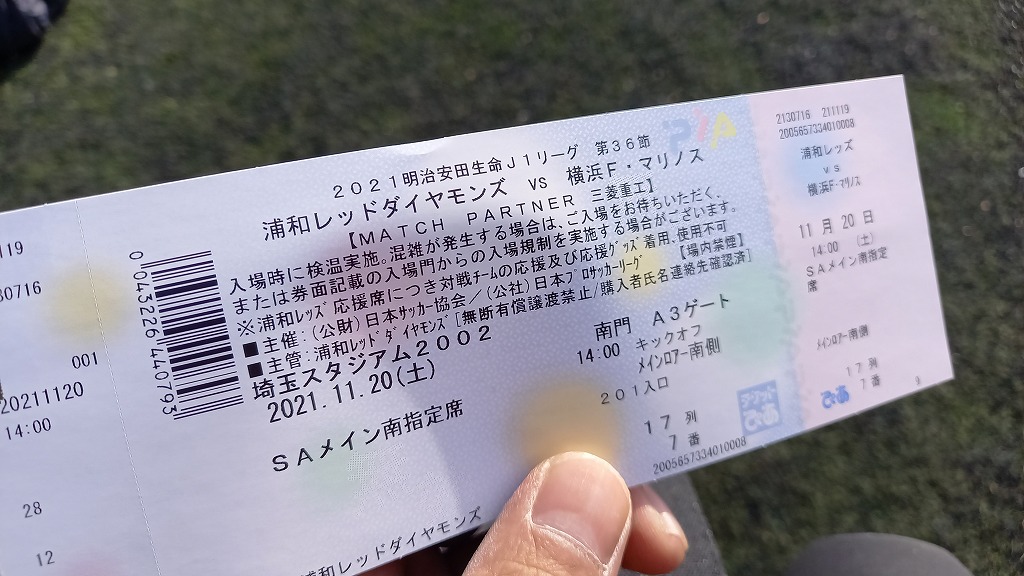 119
30716
001
20211120
14:00
28
12
0 043226 440793
2021明治安田生命J1リーグ 第36節
浦和レッドダイヤモンズ VS 横浜F・マリノス
【MATCH PARTNER 三菱重工】
入場時に検温実施。混雑が発生する場合は、ご入場をお待ちいただく、
または券面記載の入場門からの入場規制を実施する場合がございます。
※浦和レッズ応援席につき対戦チームの応援及び応援グッズ着用、使用不可
■主催:(公財)日本サッカー協会/(公社)日本プロサッカーリーグ 【場内禁煙】
■主管:浦和レッドダイヤモンズ[無断有償譲渡禁止/購入者氏名連絡先確認済]
埼玉スタジアム2002 南門 A3ゲート
2021.11.20(土) 14:00 キックオフ
メインロアー南側
SAメイン南指定席 201入口
17 列
7 番
2005657334010008
浦和レッドダイヤモンズ
PIA
チケット
ぴあ
2130716 211119
2005657334010008
浦和レッズ
vs
横浜F・マリノス
11月20日
14:00 (土)
SAメイン南指定
席
メインロアー南側
17 列
7 番
ぴあ